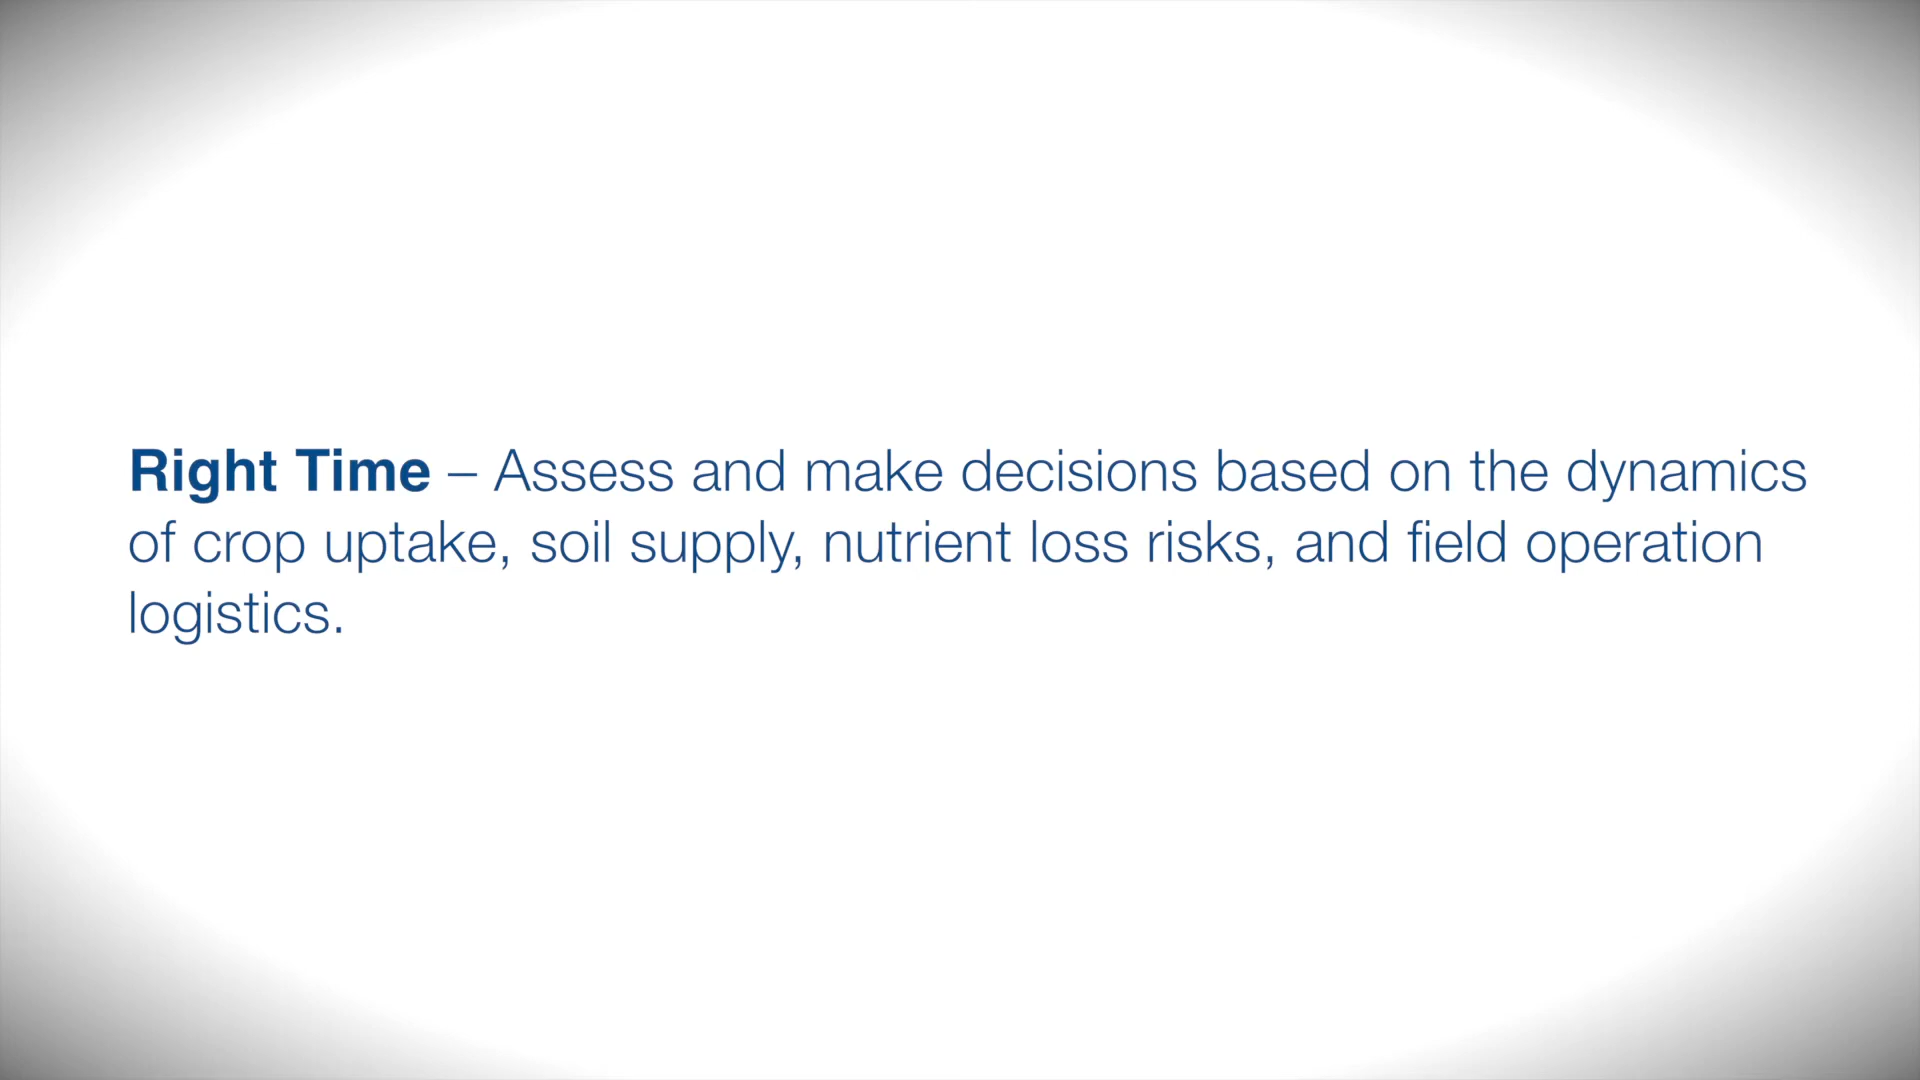 Right Time – Assess and make decisions based on the dynamics
of crop uptake, soil supply, nutrient loss risks, and field operation
logistics.